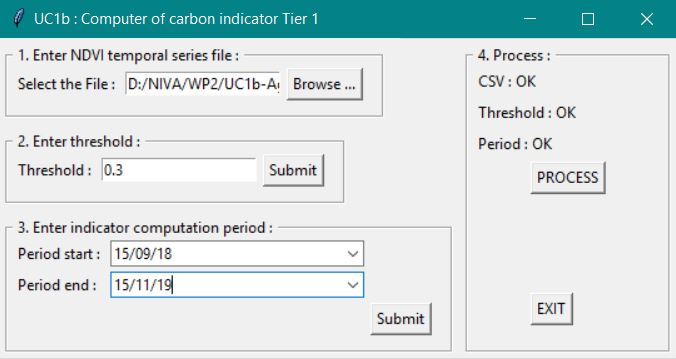 UC1b : Computer of carbon indicator Tier 1
1. Enter NDVI temporal series file :
Select the File : D:/NIVA/WP2/UC1b-Ag Browse ...
2. Enter threshold :
Threshold : 0.3 Submit
3. Enter indicator computation period :
Period start : 15/09/18
Period end : 15/11/19
Submit
4. Process :
CSV : OK
Threshold : OK
Period : OK
PROCESS
EXIT